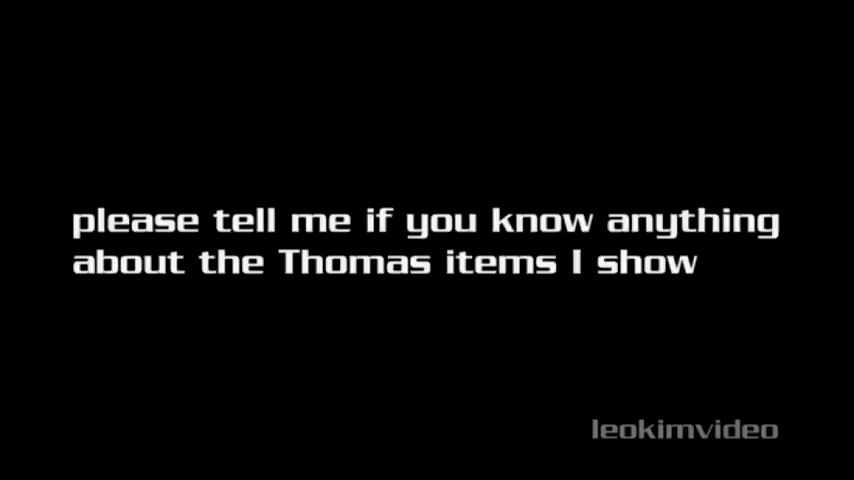 please tell me if you know anything
about the Thomas items I show
leokimvideo